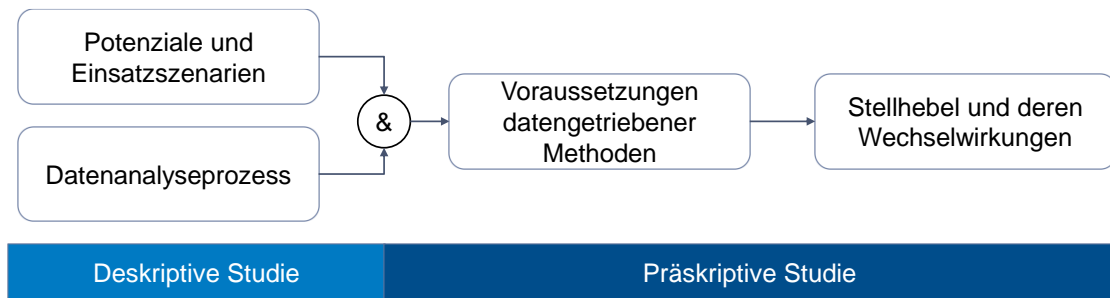 Potenziale und
Einsatzszenarien
Datenanalyseprozess
&
Voraussetzungen
datengetriebener
Methoden
Stellhebel und deren
Wechselwirkungen
Deskriptive Studie
Präskriptive Studie